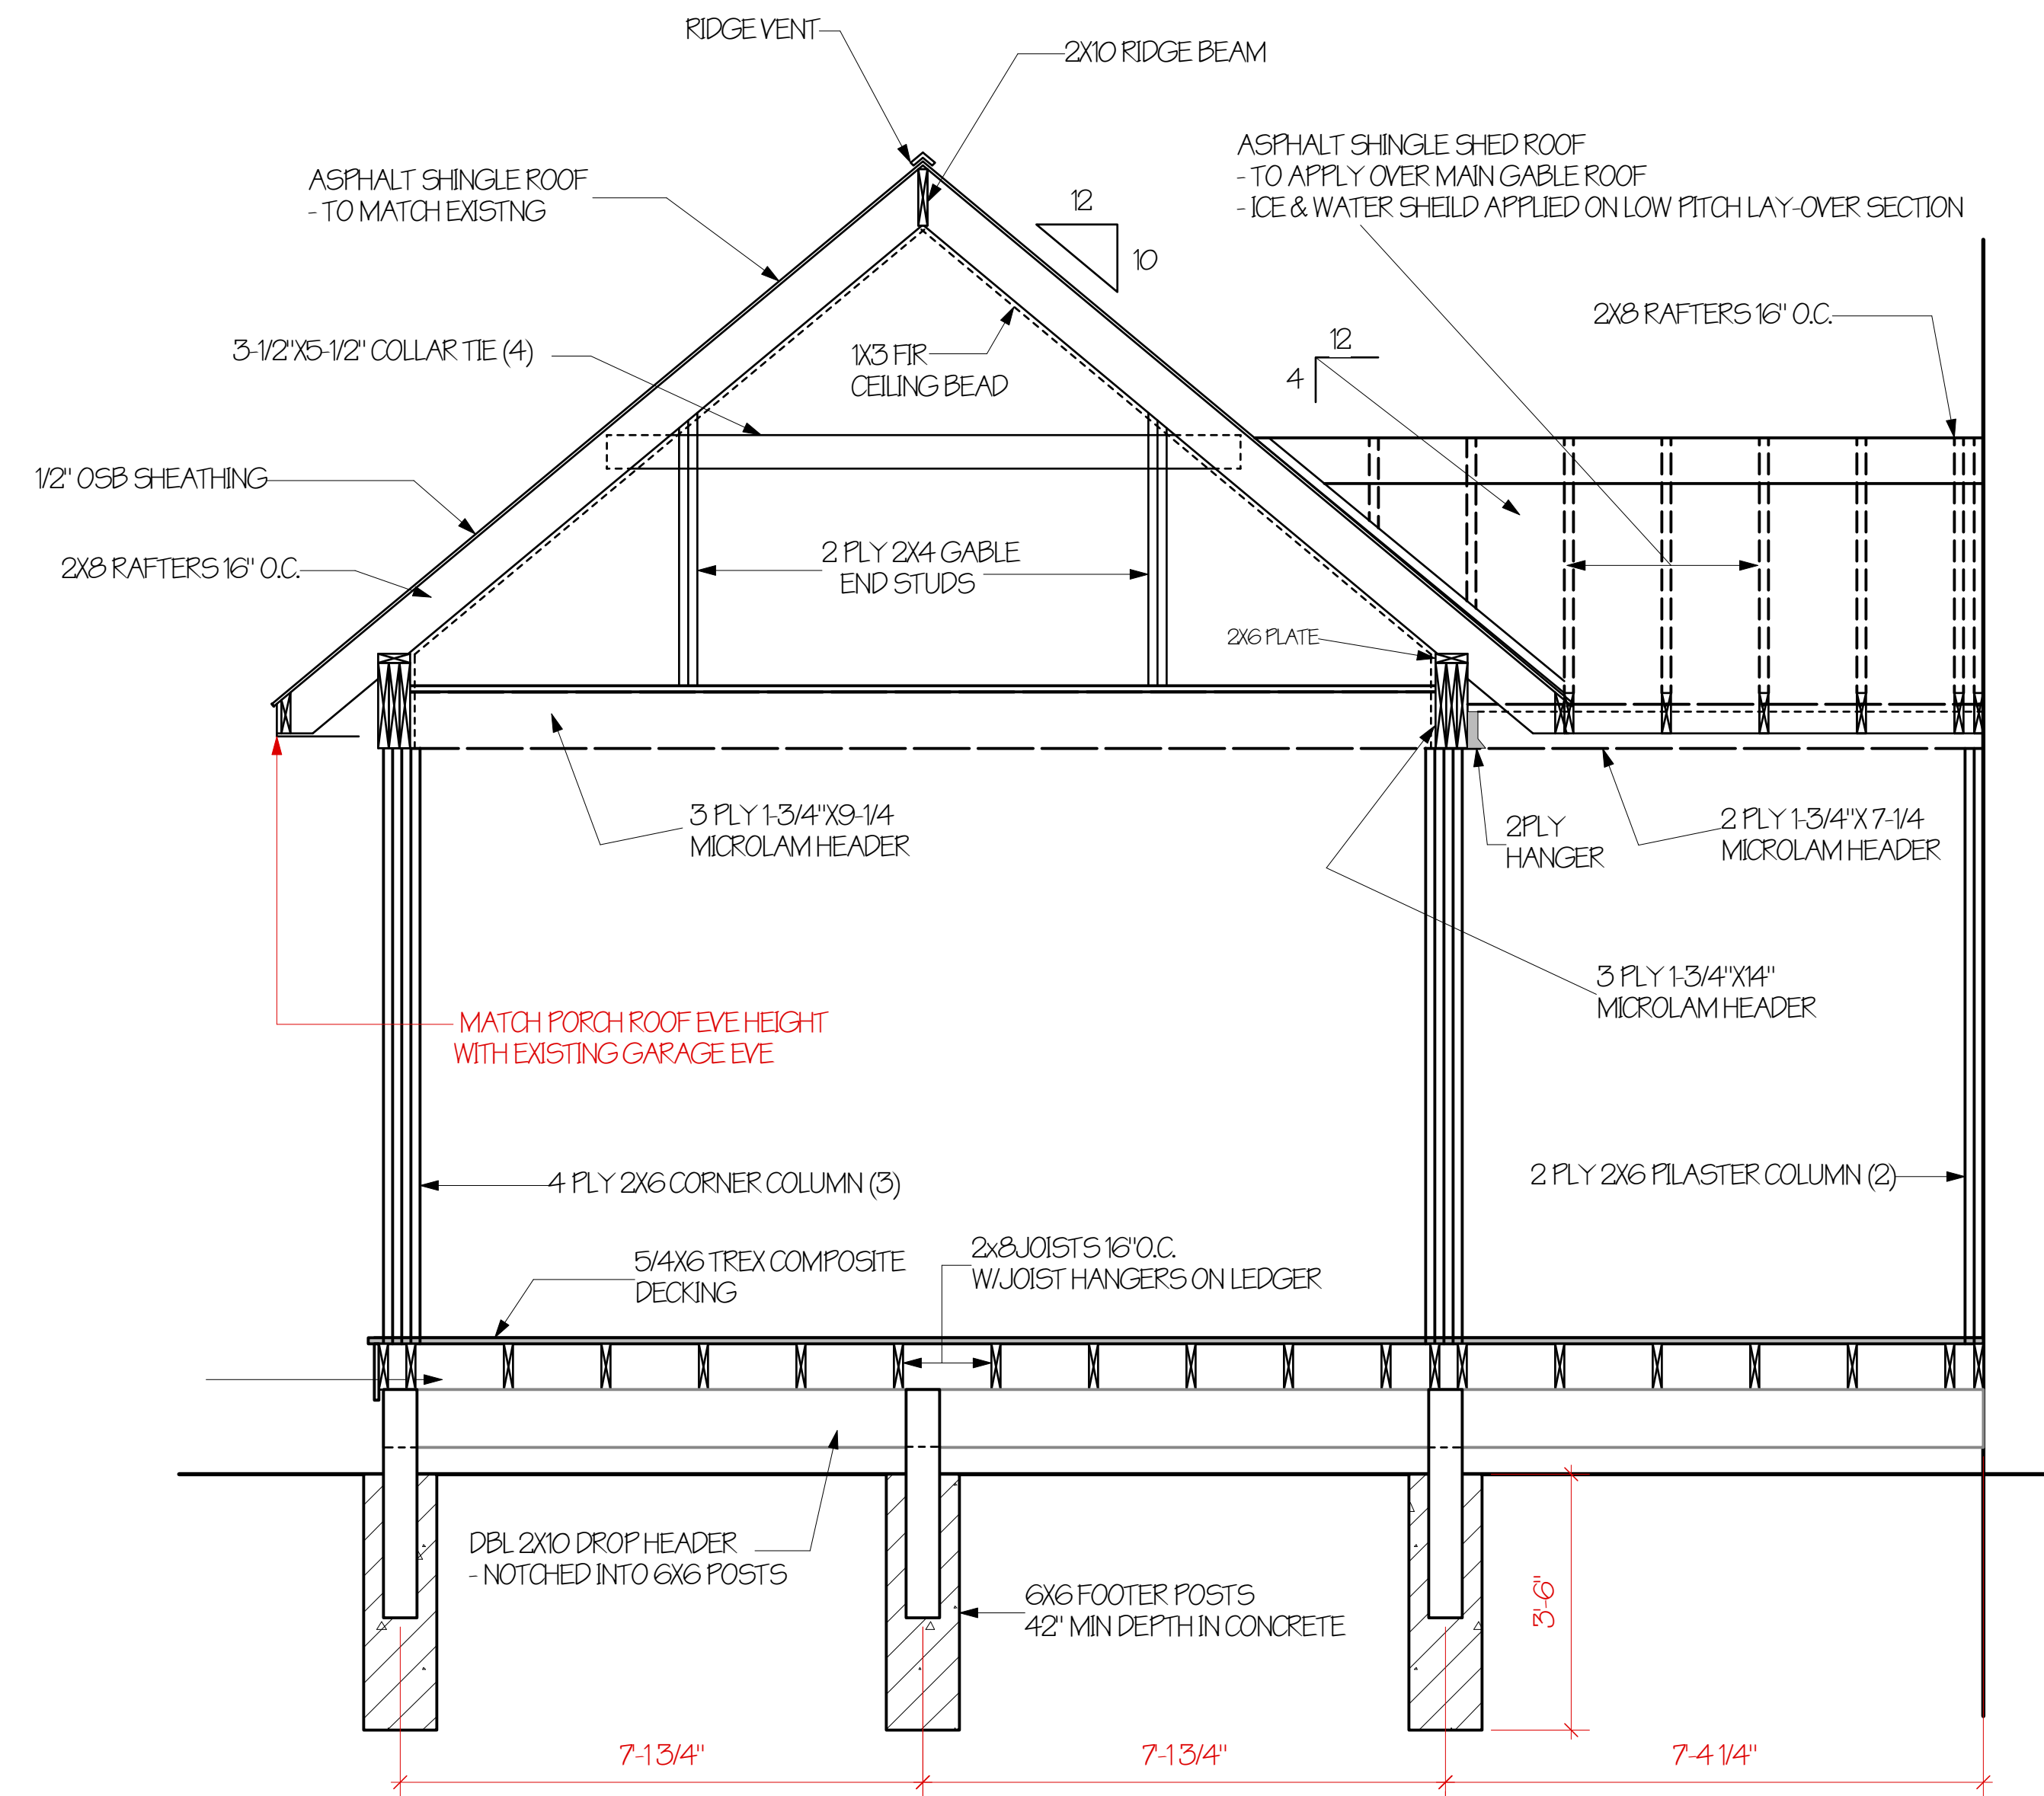 RIDGE VENT
2X10 RIDGE BEAM
ASPHALT SHINGLE ROOF
- TO MATCH EXISTNG
12
10
ASPHALT SHINGLE SHED ROOF
- TO APPLY OVER MAIN GABLE ROOF
- ICE & WATER SHEILD APPLIED ON LOW PITCH LAY-OVER SECTION
2X8 RAFTERS 16" O.C.
3-1/2"X5-1/2" COLLAR TIE (4)
1X3 FIR
CEILING BEAD
12
4
1/2" OSB SHEATHING
2X8 RAFTERS 16" O.C.
2 PLY 2X4 GABLE
END STUDS
2X6 PLATE
3 PLY 1-3/4"X9-1/4
MICROLAM HEADER
2PLY
HANGER
2 PLY 1-3/4"X 7-1/4
MICROLAM HEADER
3 PLY 1-3/4"X14"
MICROLAM HEADER
MATCH PORCH ROOF EVE HEIGHT
WITH EXISTING GARAGE EVE
4 PLY 2X6 CORNER COLUMN (3)
2 PLY 2X6 PILASTER COLUMN (2)
5/4X6 TREX COMPOSITE
DECKING
2x8 JOISTS 16"O.C.
W/JOIST HANGERS ON LEDGER
DBL 2X10 DROP HEADER
- NOTCHED INTO 6X6 POSTS
6X6 FOOTER POSTS
42" MIN DEPTH IN CONCRETE
3'-6"
7'-1 3/4"
7'-1 3/4"
7'-4 1/4"